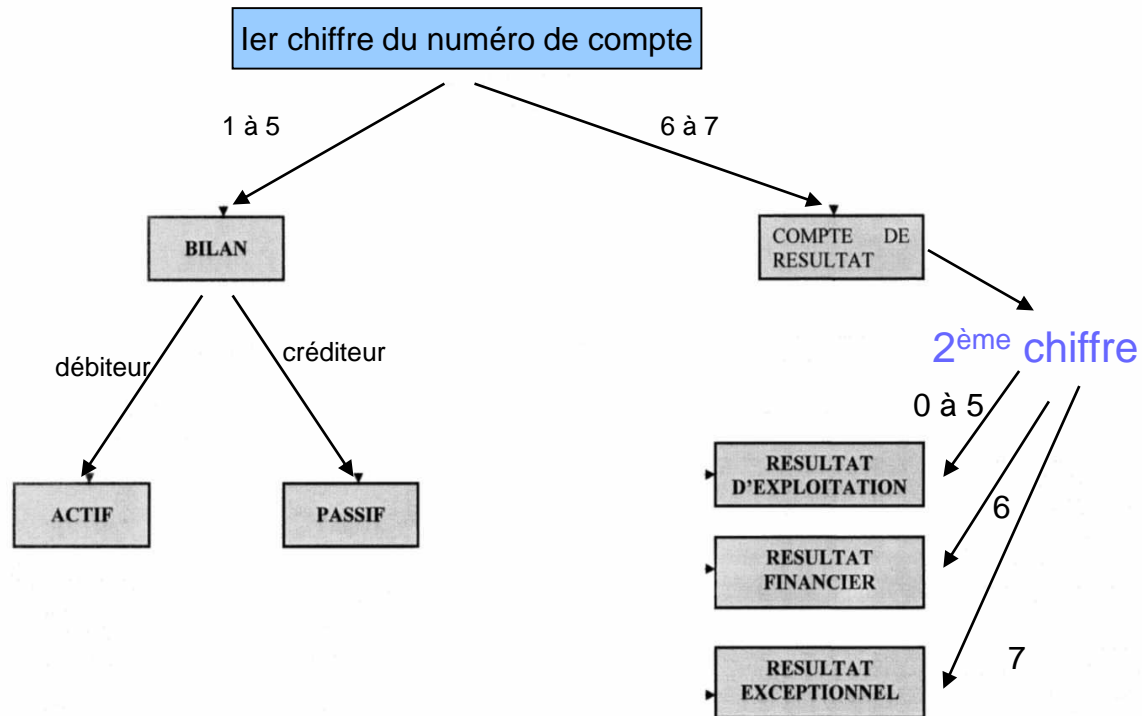 Ier chiffre du numéro de compte
1 à 5
6 à 7
BILAN
COMPTE DE
RESULTAT
débiteur
créditeur
2ème chiffre
0 à 5
ACTIF
PASSIF
RESULTAT
D'EXPLOITATION
6
RESULTAT
FINANCIER
7
RESULTAT
EXCEPTIONNEL